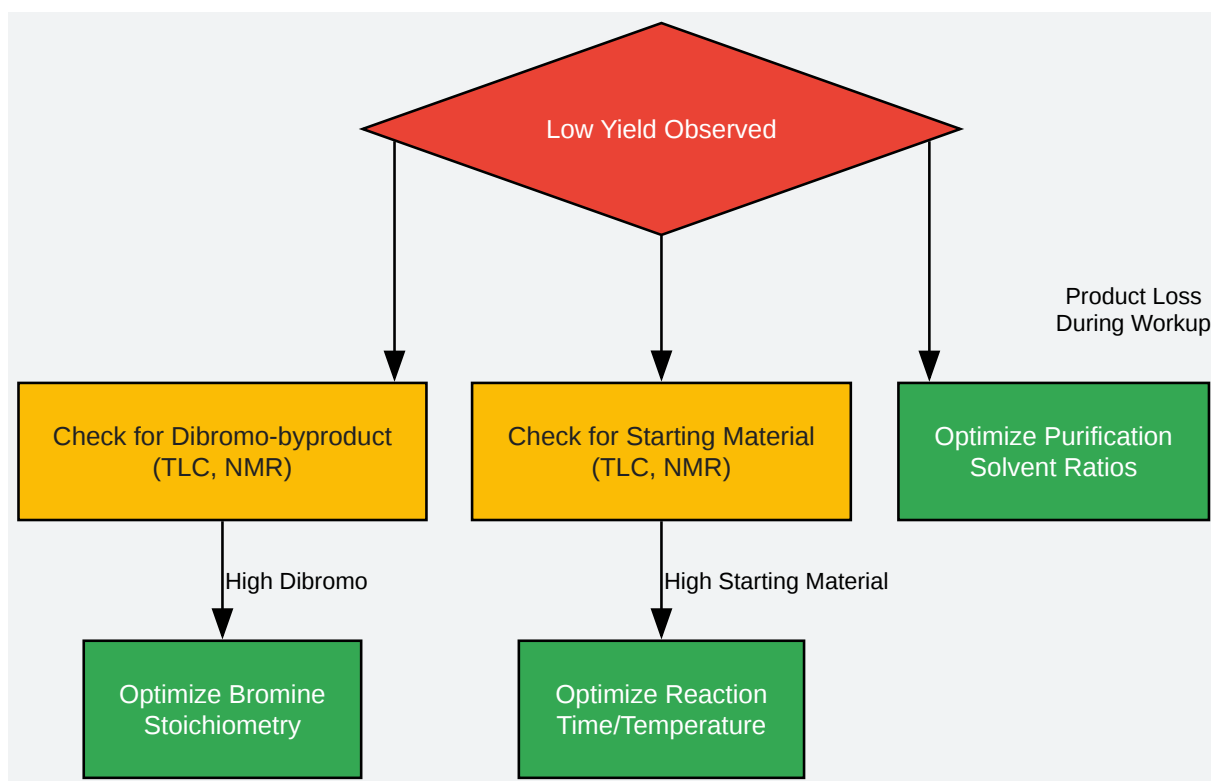 Low Yield Observed
Product Loss
During Workup
Check for Dibromo-byproduct
(TLC, NMR)
Check for Starting Material
(TLC, NMR)
Optimize Purification
Solvent Ratios
High Dibromo
High Starting Material
Optimize Bromine
Stoichiometry
Optimize Reaction
Time/Temperature